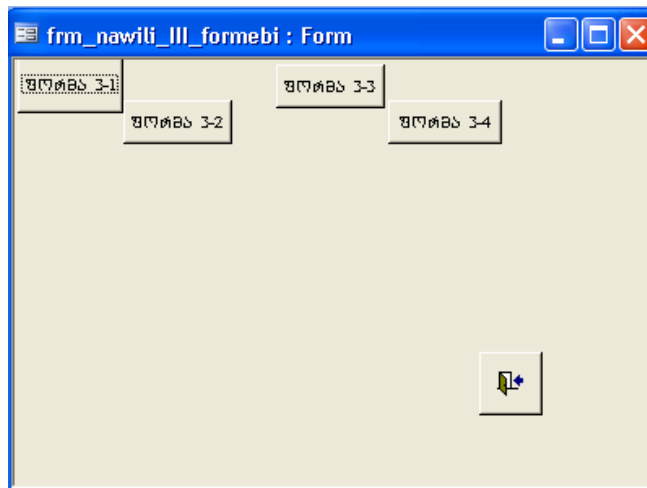 frm_nawili_III_formebi : Form
ფორმა 3-1
ფორმა 3-2
ფორმა 3-3
ფორმა 3-4